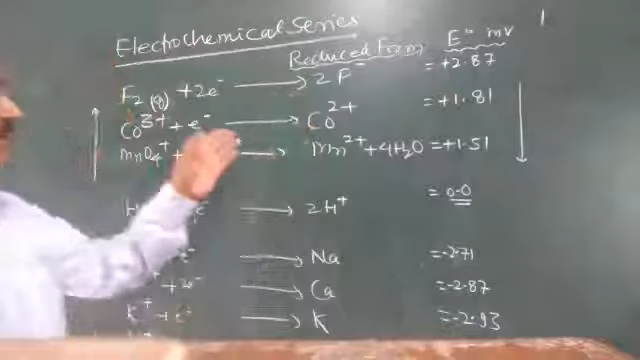 Electrochemical Series
Reduced Form E° mv
F₂(g) + 2e⁻ → 2F⁻ = +2.87
Co³⁺ + e⁻ → Co²⁺ = +1.81
MnO₄⁺ + → Mn²⁺ + 4H₂O = +1.51
H → 2H⁺ = 0.0
→ Na = -2.71
+ 2e⁻ → Ca = -2.87
K⁺ + e⁻ → K = -2.93